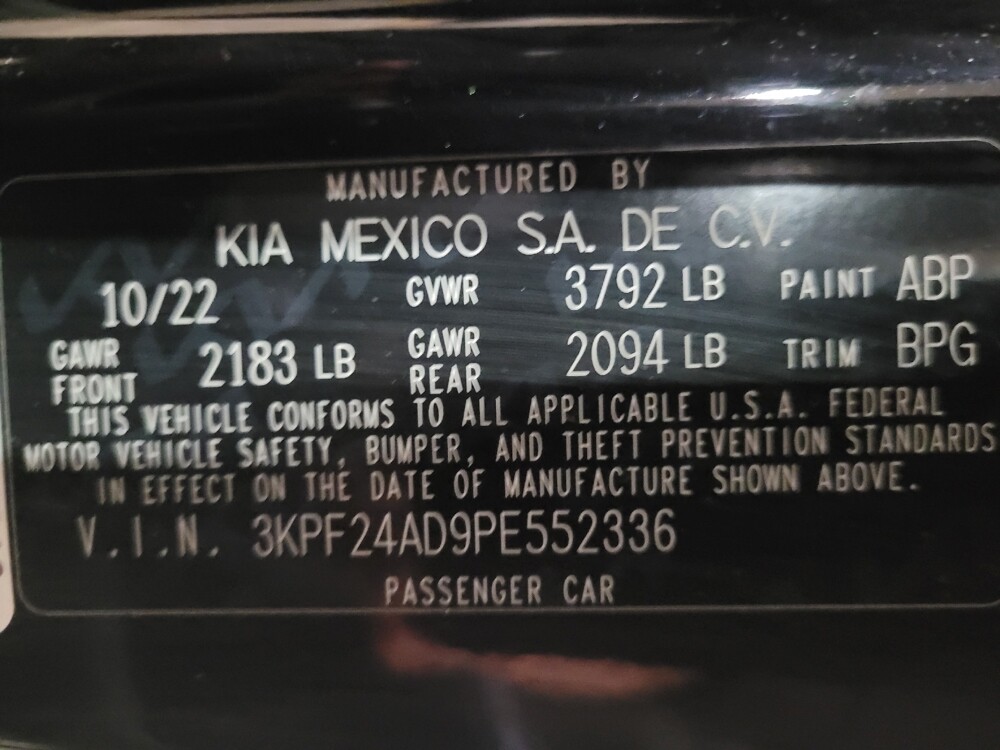 MANUFACTURED BY
KIA MEXICO S.A. DE C.V.
10/22 GVWR 3792 LB PAINT ABP
GAWR FRONT 2183 LB GAWR REAR 2094 LB TRIM BPG
THIS VEHICLE CONFORMS TO ALL APPLICABLE U.S.A. FEDERAL
MOTOR VEHICLE SAFETY, BUMPER, AND THEFT PREVENTION STANDARDS
IN EFFECT ON THE DATE OF MANUFACTURE SHOWN ABOVE.
V.I.N. 3KPF24AD9PE552336
PASSENGER CAR